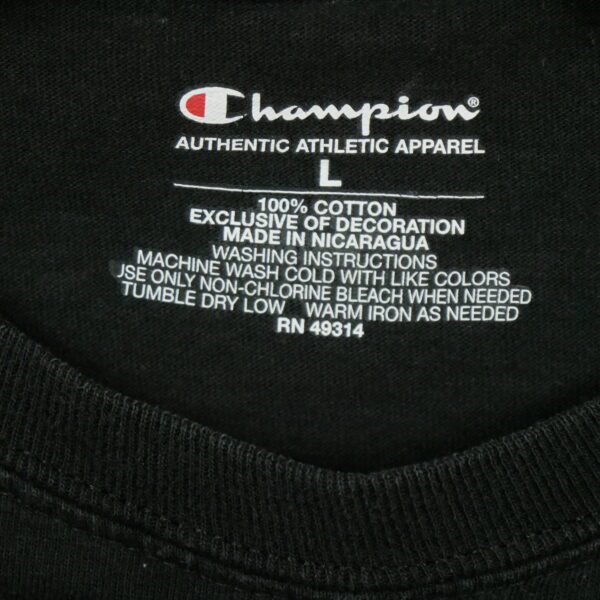 Champion®
AUTHENTIC ATHLETIC APPAREL
L
100% COTTON
EXCLUSIVE OF DECORATION
MADE IN NICARAGUA
WASHING INSTRUCTIONS
MACHINE WASH COLD WITH LIKE COLORS
USE ONLY NON-CHLORINE BLEACH WHEN NEEDED
TUMBLE DRY LOW WARM IRON AS NEEDED
RN 49314